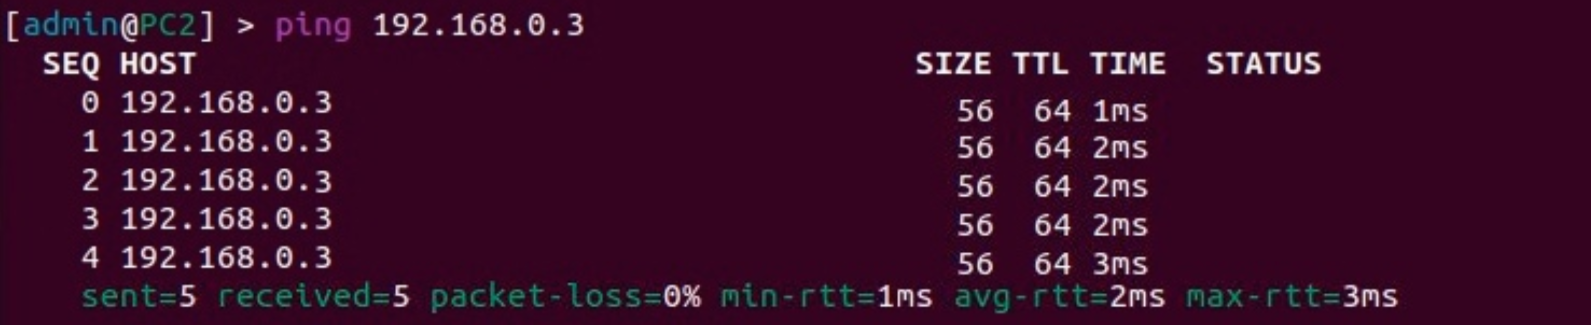 [admin@PC2] > ping 192.168.0.3
SEQ HOST SIZE TTL TIME STATUS
0 192.168.0.3 56 64 1ms
1 192.168.0.3 56 64 2ms
2 192.168.0.3 56 64 2ms
3 192.168.0.3 56 64 2ms
4 192.168.0.3 56 64 3ms
sent=5 received=5 packet-loss=0% min-rtt=1ms avg-rtt=2ms max-rtt=3ms